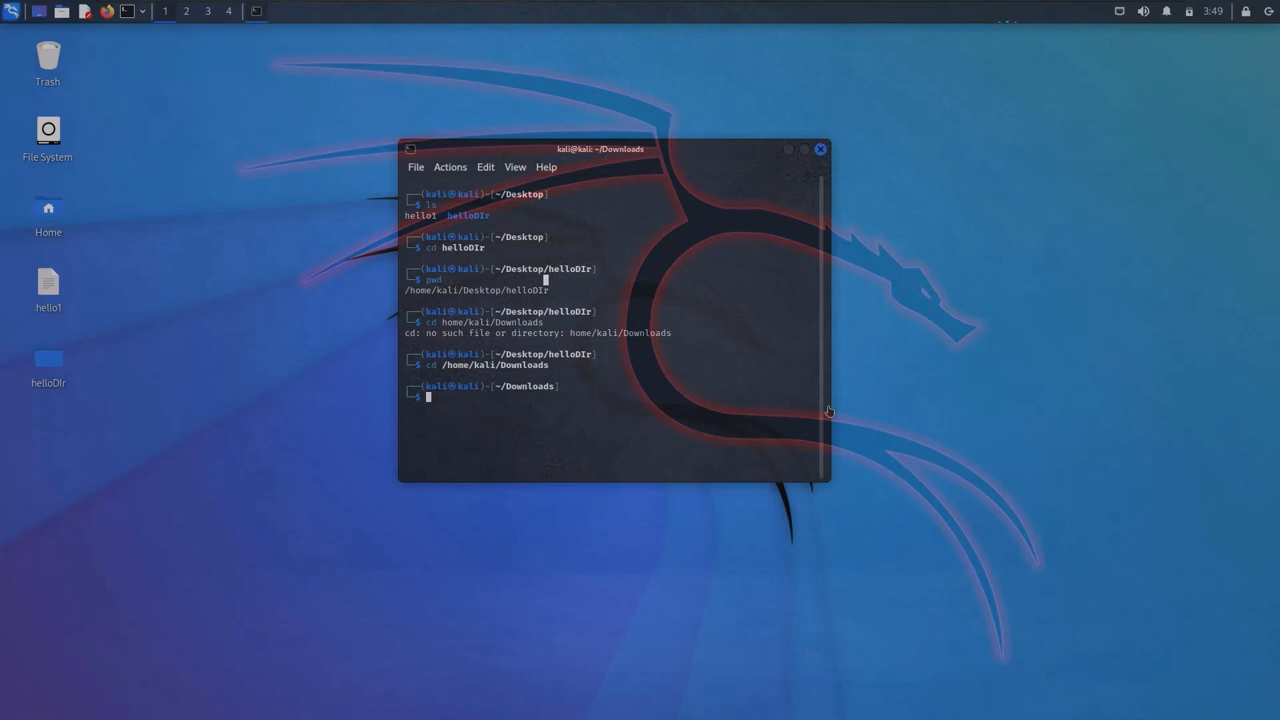 1 2 3 4
3:49
Trash
File System
Home
hello1
helloDIr
kali@kali: ~/Downloads
File Actions Edit View Help
┌──(kali㉿kali)-[~/Desktop]
└─$ ls
hello1 helloDIr
┌──(kali㉿kali)-[~/Desktop]
└─$ cd helloDIr
┌──(kali㉿kali)-[~/Desktop/helloDIr]
└─$ pwd
/home/kali/Desktop/helloDIr
┌──(kali㉿kali)-[~/Desktop/helloDIr]
└─$ cd home/kali/Downloads
cd: no such file or directory: home/kali/Downloads
┌──(kali㉿kali)-[~/Desktop/helloDIr]
└─$ cd /home/kali/Downloads
┌──(kali㉿kali)-[~/Downloads]
└─$